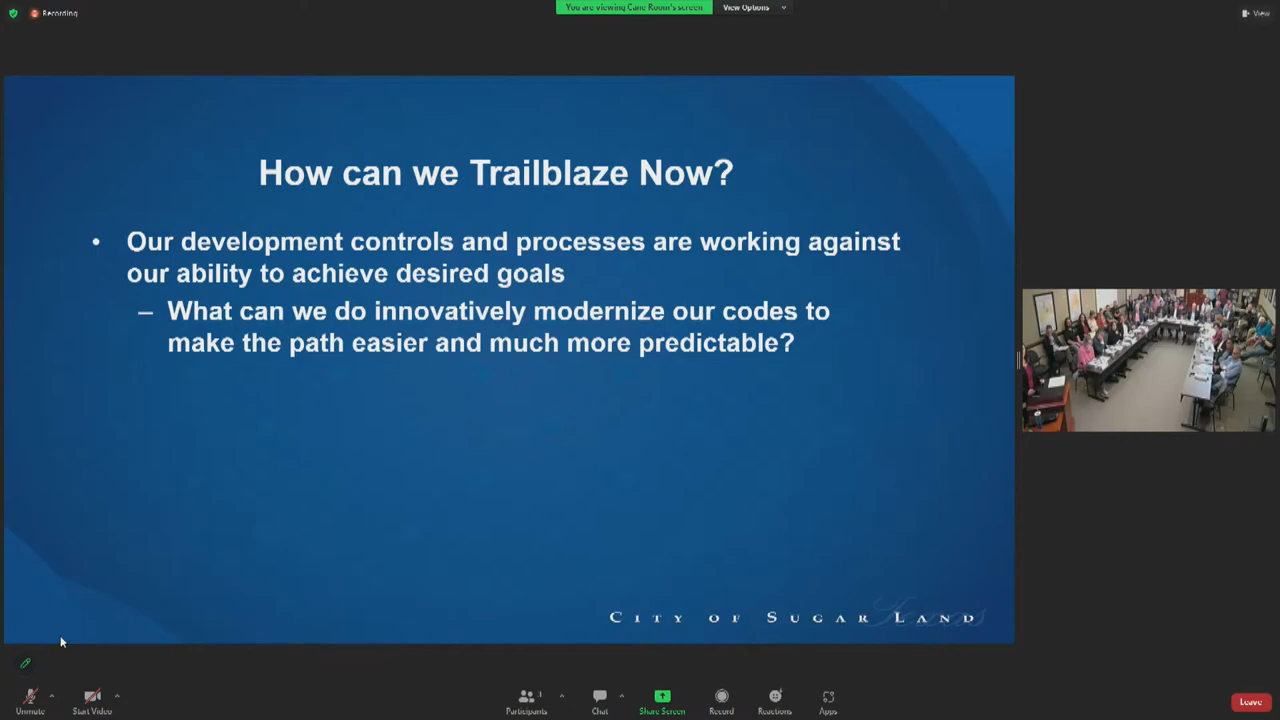 Recording
You are viewing Cane Room's screen
View Options
View
How can we Trailblaze Now?
• Our development controls and processes are working against
our ability to achieve desired goals
– What can we do innovatively modernize our codes to
make the path easier and much more predictable?
CITY OF SUGAR LAND
Texas
Unmute
Start Video
Participants
Chat
Share Screen
Record
Reactions
Apps
Leave